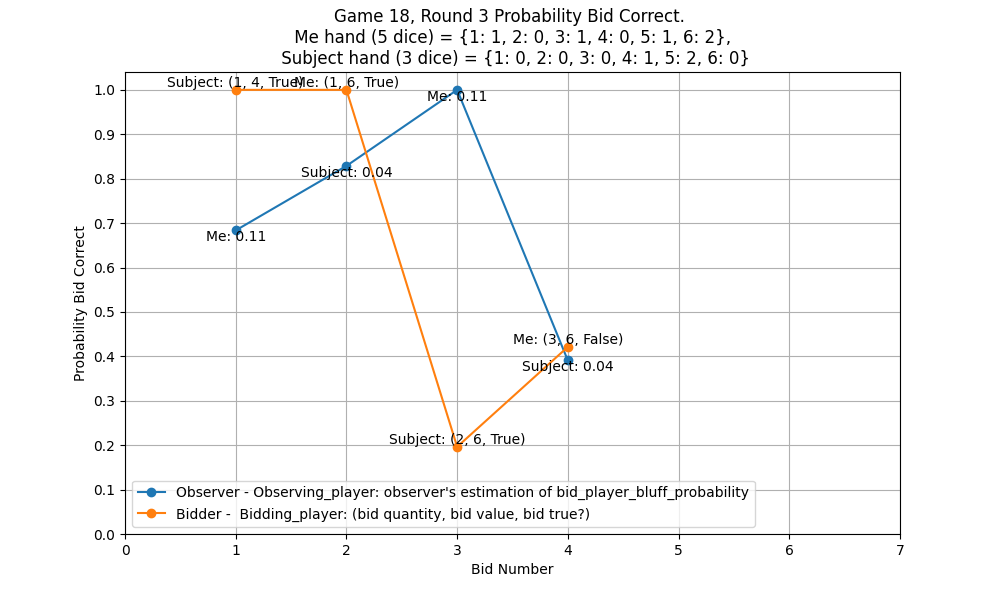 Game 18, Round 3 Probability Bid Correct.
Me hand (5 dice) = {1: 1, 2: 0, 3: 1, 4: 0, 5: 1, 6: 2},
Subject hand (3 dice) = {1: 0, 2: 0, 3: 0, 4: 1, 5: 2, 6: 0}
Subject: (1, 4, True)
Me: (1, 6, True)
Me: 0.11
Subject: 0.04
Me: 0.11
Me: (3, 6, False)
Subject: 0.04
Subject: (2, 6, True)
1.0
0.9
0.8
0.7
0.6
0.5
0.4
0.3
0.2
0.1
0.0
Probability Bid Correct
Observer - Observing_player: observer's estimation of bid_player_bluff_probability
Bidder -  Bidding_player: (bid quantity, bid value, bid true?)
0 1 2 3 4 5 6 7
Bid Number